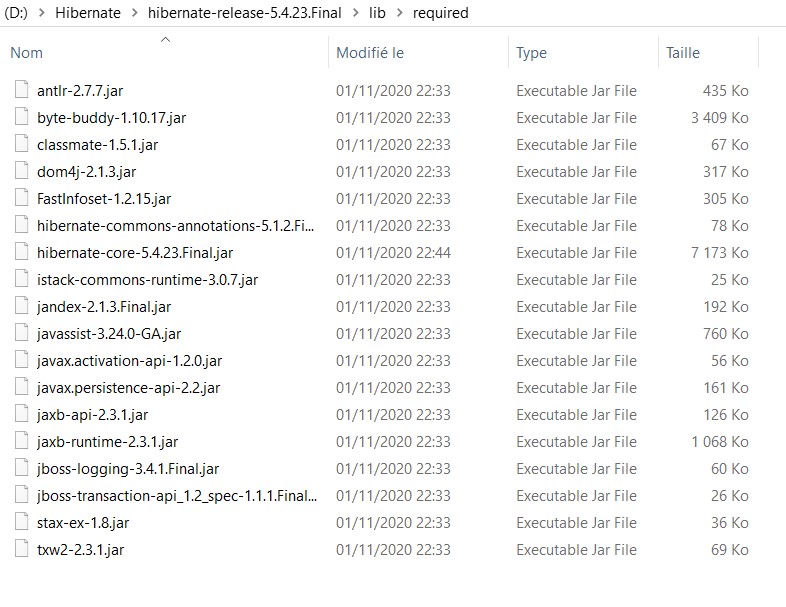 (D:) > Hibernate > hibernate-release-5.4.23.Final > lib > required
Nom Modifié le Type Taille
antlr-2.7.7.jar 01/11/2020 22:33 Executable Jar File 435 Ko
byte-buddy-1.10.17.jar 01/11/2020 22:33 Executable Jar File 3 409 Ko
classmate-1.5.1.jar 01/11/2020 22:33 Executable Jar File 67 Ko
dom4j-2.1.3.jar 01/11/2020 22:33 Executable Jar File 317 Ko
FastInfoset-1.2.15.jar 01/11/2020 22:33 Executable Jar File 305 Ko
hibernate-commons-annotations-5.1.2.Fi... 01/11/2020 22:33 Executable Jar File 78 Ko
hibernate-core-5.4.23.Final.jar 01/11/2020 22:44 Executable Jar File 7 173 Ko
istack-commons-runtime-3.0.7.jar 01/11/2020 22:33 Executable Jar File 25 Ko
jandex-2.1.3.Final.jar 01/11/2020 22:33 Executable Jar File 192 Ko
javassist-3.24.0-GA.jar 01/11/2020 22:33 Executable Jar File 760 Ko
javax.activation-api-1.2.0.jar 01/11/2020 22:33 Executable Jar File 56 Ko
javax.persistence-api-2.2.jar 01/11/2020 22:33 Executable Jar File 161 Ko
jaxb-api-2.3.1.jar 01/11/2020 22:33 Executable Jar File 126 Ko
jaxb-runtime-2.3.1.jar 01/11/2020 22:33 Executable Jar File 1 068 Ko
jboss-logging-3.4.1.Final.jar 01/11/2020 22:33 Executable Jar File 60 Ko
jboss-transaction-api_1.2_spec-1.1.1.Final... 01/11/2020 22:33 Executable Jar File 26 Ko
stax-ex-1.8.jar 01/11/2020 22:33 Executable Jar File 36 Ko
txw2-2.3.1.jar 01/11/2020 22:33 Executable Jar File 69 Ko